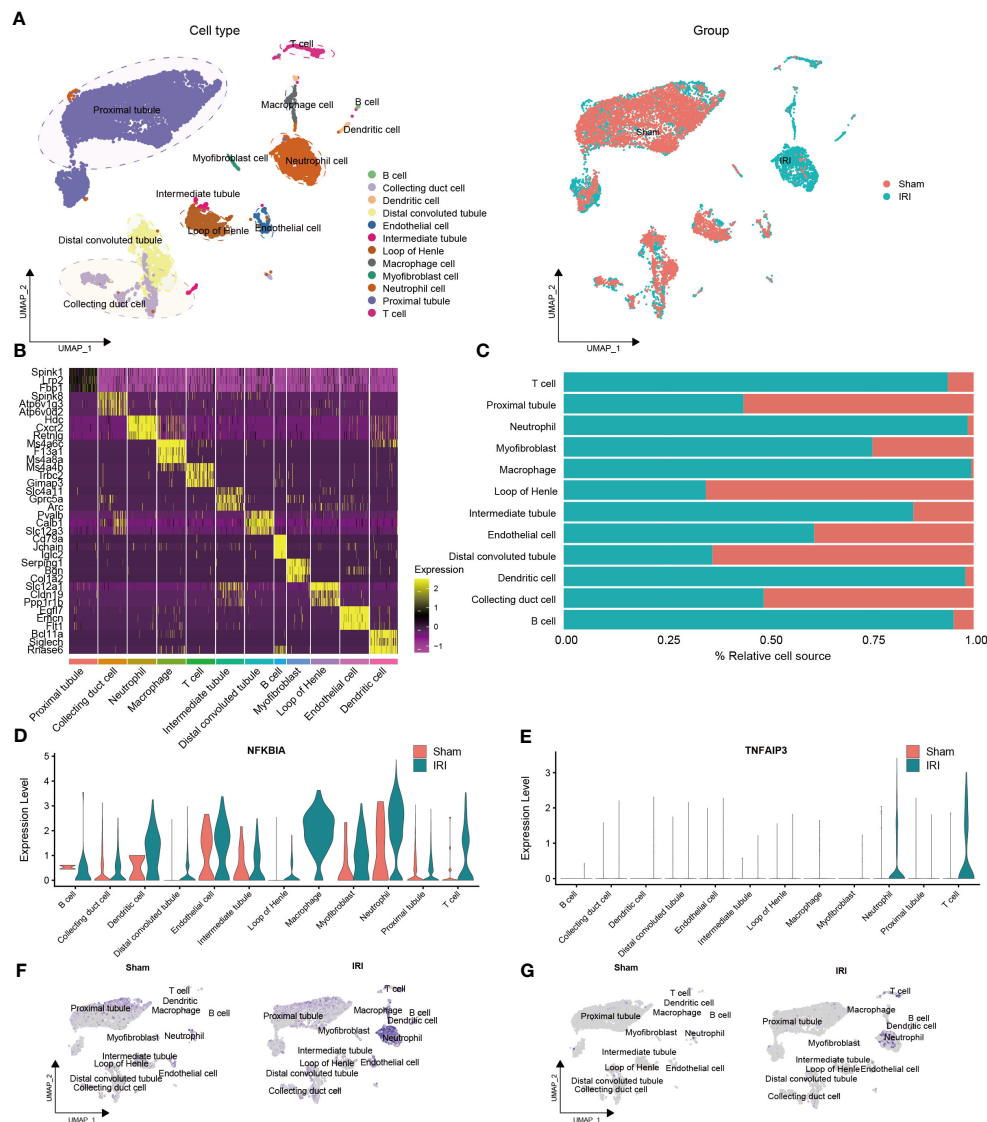 A
Cell type
T cell
Proximal tubule
Macrophage cell
B cell
Dendritic cell
Myofibroblast cell
Neutrophil cell
Intermediate tubule
Loop of Henle
Endothelial cell
Distal convoluted tubule
Collecting duct cell
UMAP_2
UMAP_1
B cell
Collecting duct cell
Dendritic cell
Distal convoluted tubule
Endothelial cell
Intermediate tubule
Loop of Henle
Macrophage cell
Myofibroblast cell
Neutrophil cell
Proximal tubule
T cell
Group
Sham
IRI
Sham
IRI
UMAP_2
UMAP_1
B
Spink1
Lrp2
Fbp1
Spink8
Atp6v1g3
Atp6v0d2
Hdc
Cxcr2
Retnlg
Ms4a6c
F13a1
Ms4a8a
Ms4a4b
Trbc2
Gimap3
Slc4a11
Gprc5a
Arc
Pvalb
Calb1
Slc12a3
Cd79a
Jchain
Iglc2
Serping1
Bgn
Col1a2
Slc12a1
Cldn19
Ppp1r1b
Egfl7
Emcn
Flt1
Bcl11a
Siglech
Rnase6
Expression
2
1
0
−1
Proximal tubule
Collecting duct cell
Neutrophil
Macrophage
T cell
Intermediate tubule
Distal convoluted tubule
B cell
Myofibroblast
Loop of Henle
Endothelial cell
Dendritic cell
C
T cell
Proximal tubule
Neutrophil
Myofibroblast
Macrophage
Loop of Henle
Intermediate tubule
Endothelial cell
Distal convoluted tubule
Dendritic cell
Collecting duct cell
B cell
0.00 0.25 0.50 0.75 1.00
% Relative cell source
D
NFKBIA
Sham
IRI
Expression Level
5
4
3
2
1
0
B cell
Collecting duct cell
Dendritic cell
Distal convoluted tubule
Endothelial cell
Intermediate tubule
Loop of Henle
Macrophage
Myofibroblast
Neutrophil
Proximal tubule
T cell
E
TNFAIP3
Sham
IRI
Expression Level
3
2
1
0
B cell
Collecting duct cell
Dendritic cell
Distal convoluted tubule
Endothelial cell
Intermediate tubule
Loop of Henle
Macrophage
Myofibroblast
Neutrophil
Proximal tubule
T cell
F
Sham
T cell
Dendritic
Macrophage
B cell
Proximal tubule
Myofibroblast
Neutrophil
Intermediate tubule
Loop of Henle
Endothelial cell
Distal convoluted tubule
Collecting duct cell
UMAP_2
UMAP_1
IRI
T cell
Macrophage
B cell
Dendritic cell
Proximal tubule
Myofibroblast
Neutrophil
Intermediate tubule
Loop of Henle
Endothelial cell
Distal convoluted tubule
Collecting duct cell
G
Sham
T cell
Dendritic cell
Macrophage
B cell
Proximal tubule
Myofibroblast
Neutrophil
Intermediate tubule
Loop of Henle
Endothelial cell
Distal convoluted tubule
Collecting duct cell
UMAP_2
UMAP_1
IRI
T cell
Macrophage
B cell
Dendritic cell
Proximal tubule
Neutrophil
Myofibroblast
Intermediate tubule
Loop of Henle
Endothelial cell
Distal convoluted tubule
Collecting duct cell